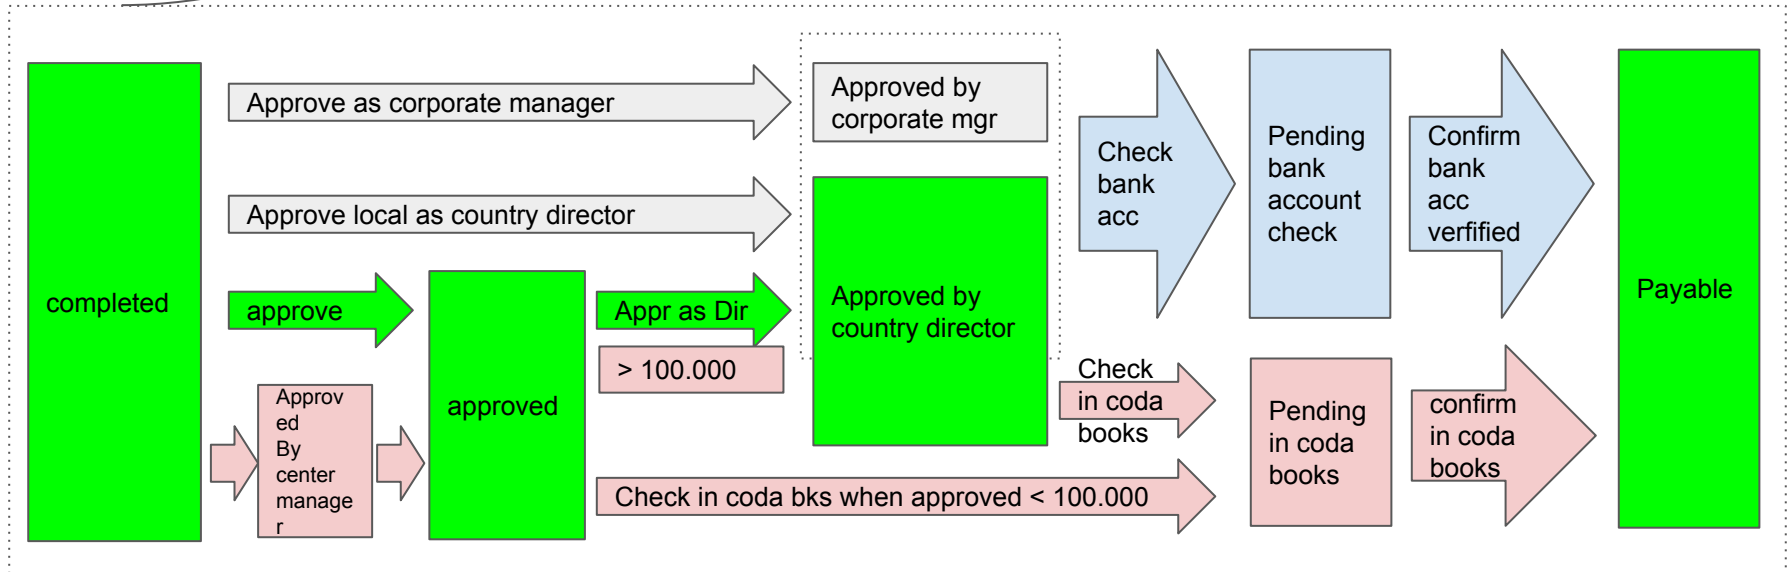 completed
Approve as corporate manager
Approve local as country director
approve
Approv
ed
By
center
manage
r
approved
Appr as Dir
> 100.000
Check in coda bks when approved < 100.000
Approved by
corporate mgr
Approved by
country director
Check
bank
acc
Check
in coda
books
Pending
bank
account
check
Pending
in coda
books
Confirm
bank
acc
verfified
confirm
in coda
books
Payable